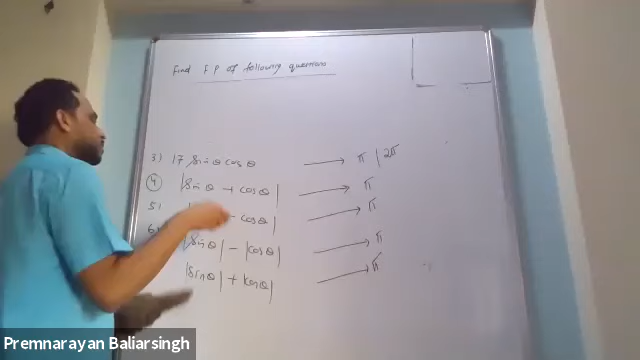 Find F P of following questions
3) 17 Sinθ cosθ → π | 2π
4 |Sinθ + cosθ| → π
5) - cosθ| → π
6) |Sinθ| - |cosθ| → π
|Sinθ| + |cosθ| → π
Premnarayan Baliarsingh